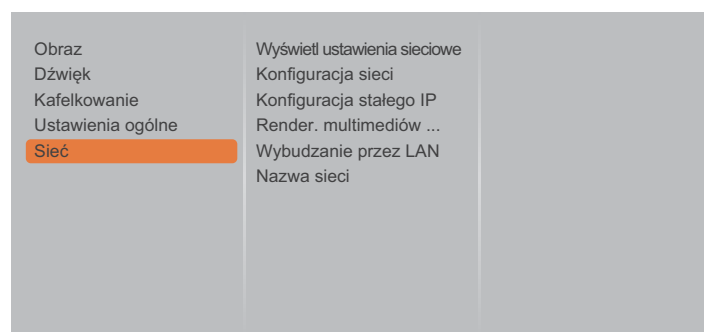 Obraz
Dźwięk
Kafelkowanie
Ustawienia ogólne
Sieć
Wyświetl ustawienia sieciowe
Konfiguracja sieci
Konfiguracja stałego IP
Render. multimediów ...
Wybudzanie przez LAN
Nazwa sieci